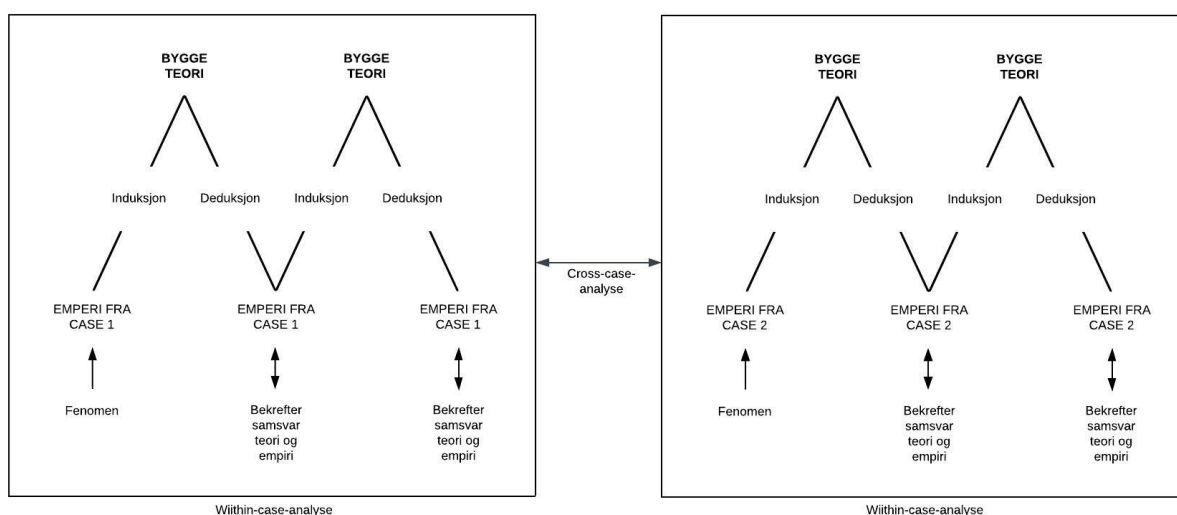 BYGGE
TEORI
BYGGE
TEORI
Induksjon
Deduksjon
Induksjon
Deduksjon
EMPERI FRA
CASE 1
EMPERI FRA
CASE 1
EMPERI FRA
CASE 1
Fenomen
Bekrefter
samsvar
teori og
empiri
Bekrefter
samsvar
teori og
empiri
Wiithin-case-analyse
Cross-case-
analyse
BYGGE
TEORI
BYGGE
TEORI
Induksjon
Deduksjon
Induksjon
Deduksjon
EMPERI FRA
CASE 2
EMPERI FRA
CASE 2
EMPERI FRA
CASE 2
Fenomen
Bekrefter
samsvar
teori og
empiri
Bekrefter
samsvar
teori og
empiri
Wiithin-case-analyse